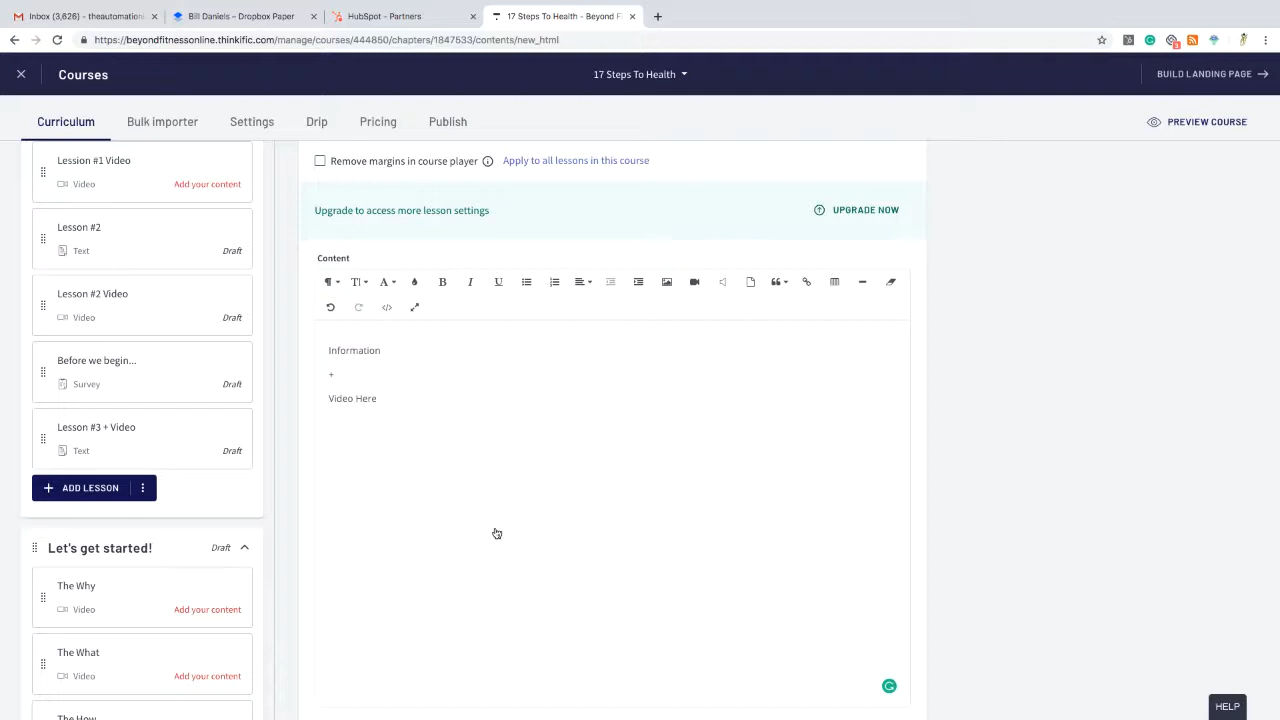 Inbox (3,626) - theautomation
Bill Daniels – Dropbox Paper
HubSpot - Partners
17 Steps To Health - Beyond F
https://beyondfitnessonline.thinkific.com/manage/courses/444850/chapters/1847533/contents/new_html
Courses
17 Steps To Health
BUILD LANDING PAGE
Curriculum
Bulk importer
Settings
Drip
Pricing
Publish
PREVIEW COURSE
Lession #1 Video
Video
Add your content
Lesson #2
Text
Draft
Lesson #2 Video
Video
Draft
Before we begin...
Survey
Draft
Lesson #3 + Video
Text
Draft
+ ADD LESSON
Let's get started!
Draft
The Why
Video
Add your content
The What
Video
Add your content
The How
Remove margins in course player
Apply to all lessons in this course
Upgrade to access more lesson settings
UPGRADE NOW
Content
Information
+
Video Here
HELP